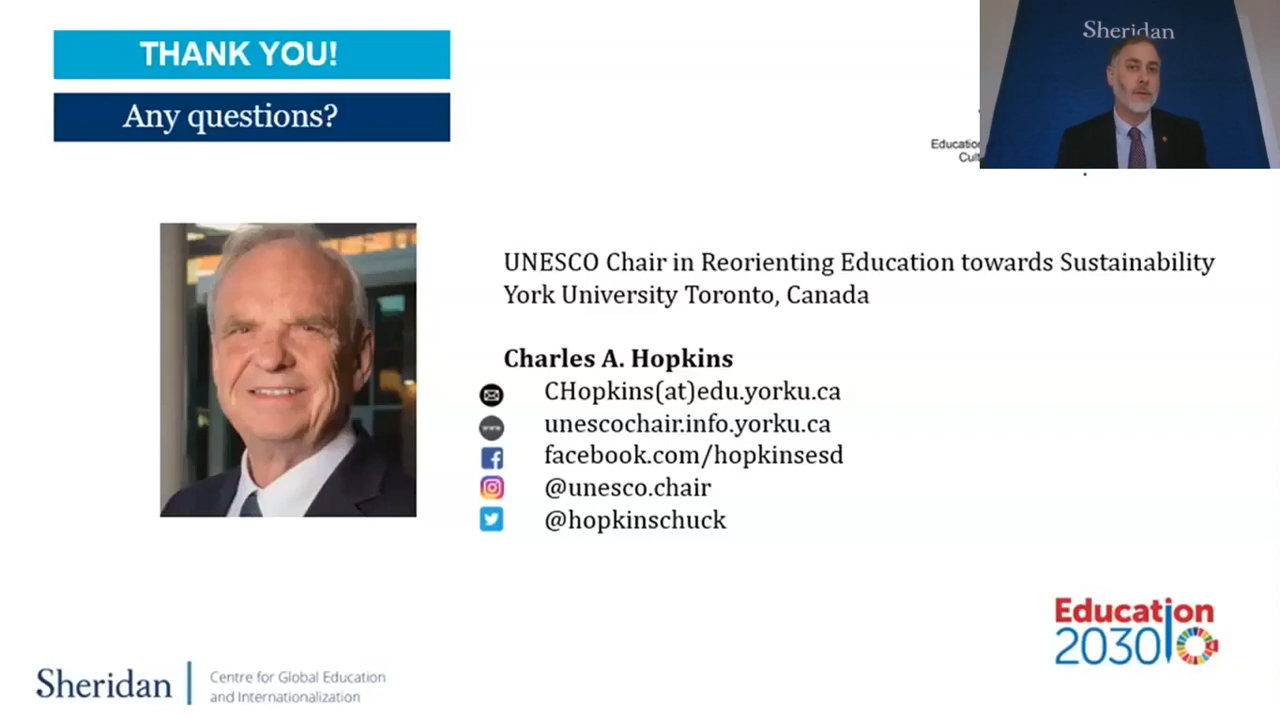 THANK YOU!
Any questions?
Sheridan
UNESCO Chair in Reorienting Education towards Sustainability
York University Toronto, Canada
Charles A. Hopkins
CHopkins(at)edu.yorku.ca
www
unescochair.info.yorku.ca
facebook.com/hopkinsesd
@unesco.chair
@hopkinschuck
Education
2030
Sheridan
Centre for Global Education
and Internationalization